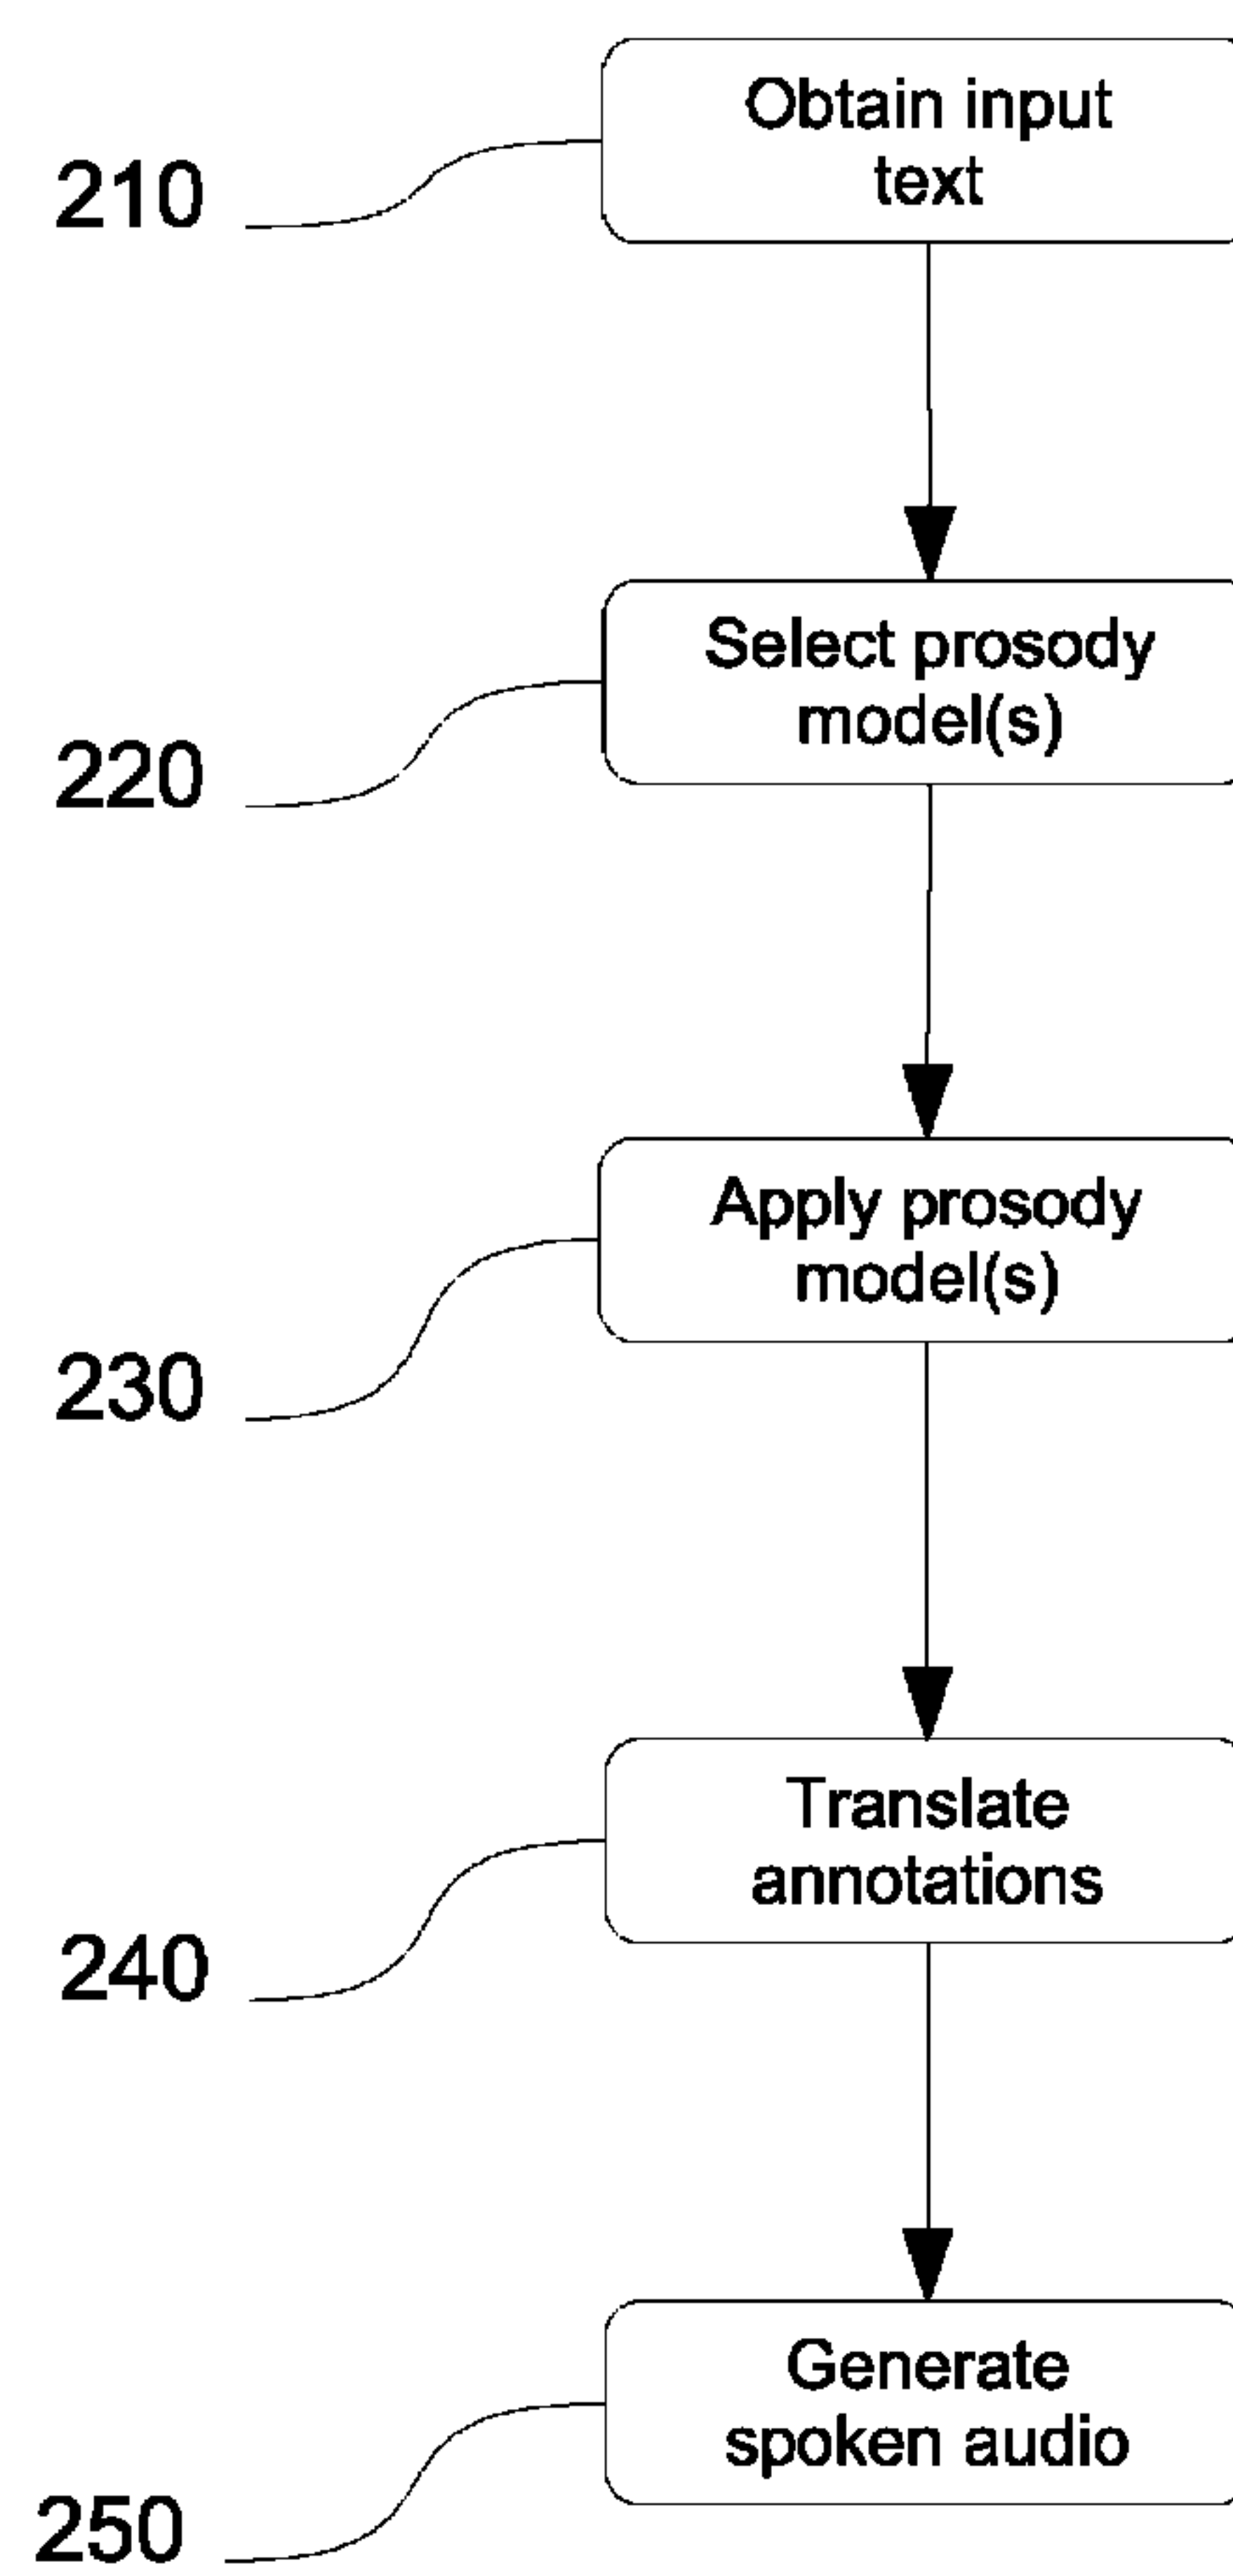 Obtain input
text
210
Select prosody
model(s)
220
Apply prosody
model(s)
230
Translate
annotations
240
Generate
spoken audio
250